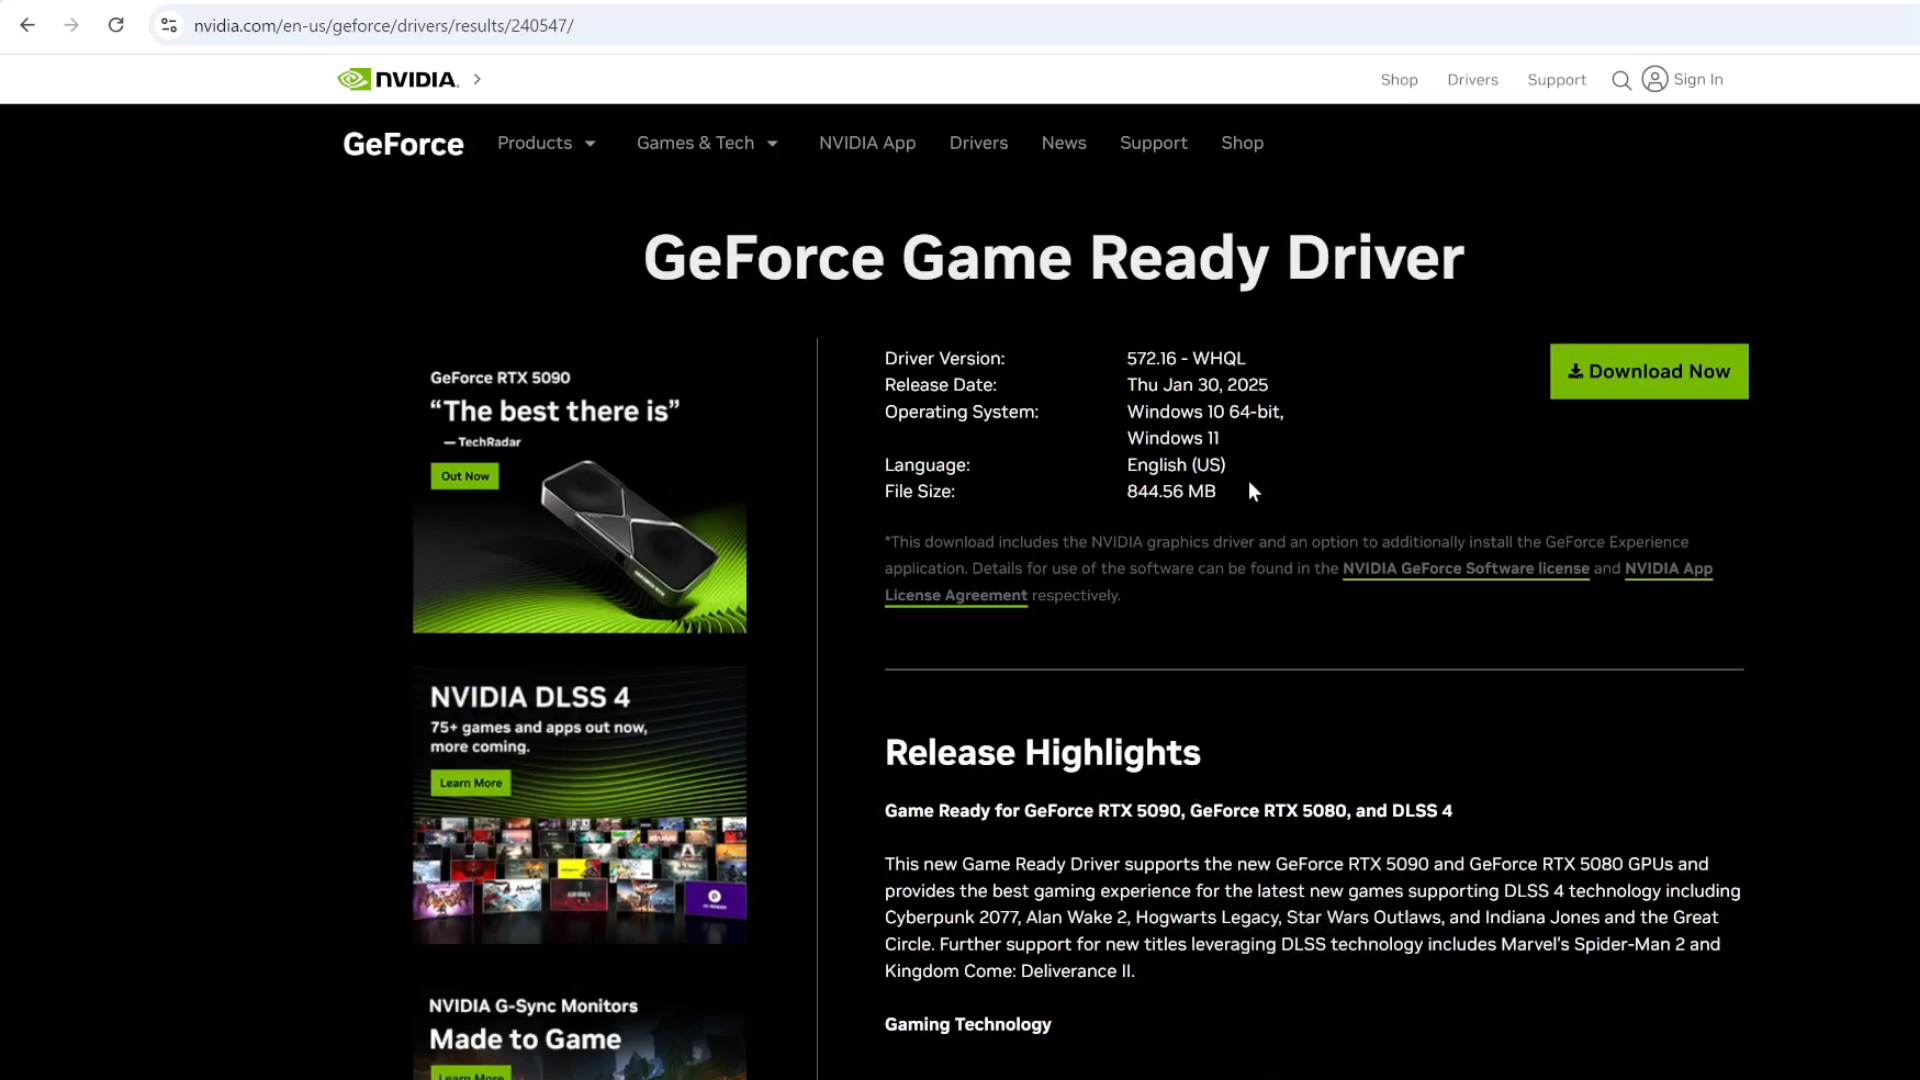 nvidia.com/en-us/geforce/drivers/results/240547/
NVIDIA.
Shop
Drivers
Support
Sign In
GeForce
Products
Games & Tech
NVIDIA App
Drivers
News
Support
Shop
GeForce Game Ready Driver
GeForce RTX 5090
“The best there is”
— TechRadar
Out Now
NVIDIA DLSS 4
75+ games and apps out now,
more coming.
Learn More
NVIDIA G-Sync Monitors
Made to Game
Learn More
Driver Version: 572.16 - WHQL
Release Date: Thu Jan 30, 2025
Operating System: Windows 10 64-bit,
Windows 11
Language: English (US)
File Size: 844.56 MB
Download Now
*This download includes the NVIDIA graphics driver and an option to additionally install the GeForce Experience
application. Details for use of the software can be found in the NVIDIA GeForce Software license and NVIDIA App
License Agreement respectively.
Release Highlights
Game Ready for GeForce RTX 5090, GeForce RTX 5080, and DLSS 4
This new Game Ready Driver supports the new GeForce RTX 5090 and GeForce RTX 5080 GPUs and
provides the best gaming experience for the latest new games supporting DLSS 4 technology including
Cyberpunk 2077, Alan Wake 2, Hogwarts Legacy, Star Wars Outlaws, and Indiana Jones and the Great
Circle. Further support for new titles leveraging DLSS technology includes Marvel's Spider-Man 2 and
Kingdom Come: Deliverance II.
Gaming Technology